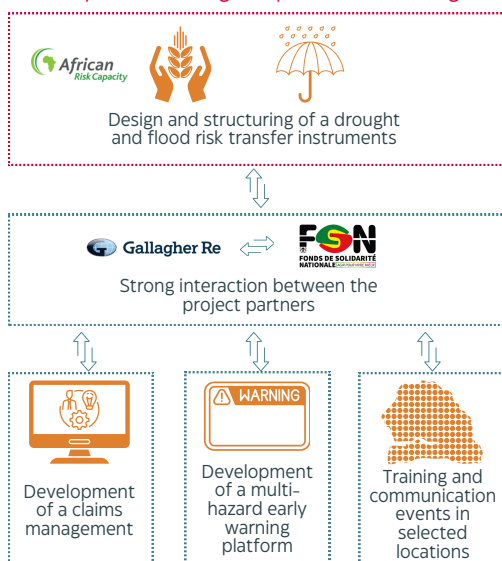 African
Risk Capacity
Design and structuring of a drought
and flood risk transfer instruments
G Gallagher Re
FSN
FONDS DE SOLIDARITÉ
NATIONALE
Strong interaction between the
project partners
WARNING
Development
of a claims
management
Development
of a multi-
hazard early
warning
platform
Training and
communication
events in
selected
locations